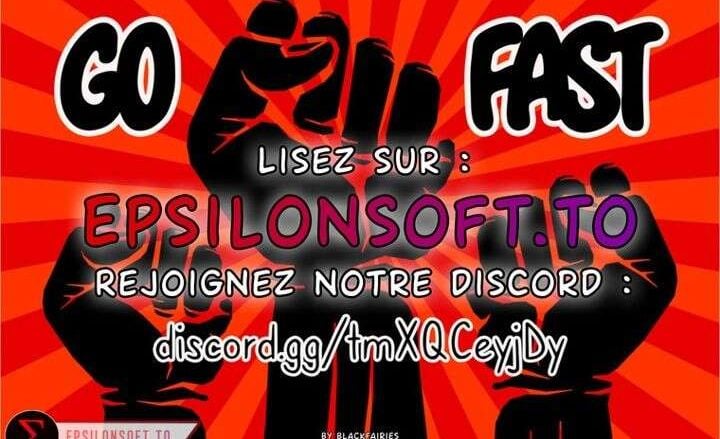 GO FAST
LISEZ SUR :
EPSILONSOFT.TO
REJOIGNEZ NOTRE DISCORD :
discord.gg/tmXQCeyjDy
Σ EPSILONSOFT.TO
BY BLACKFAIRIES